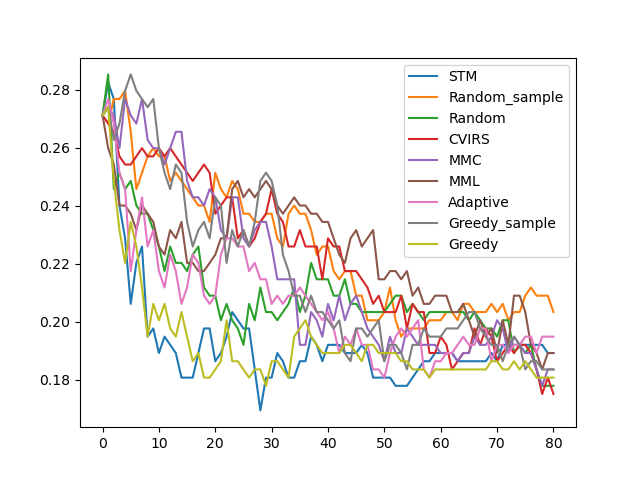 0.28
0.26
0.24
0.22
0.20
0.18
0 10 20 30 40 50 60 70 80
STM
Random_sample
Random
CVIRS
MMC
MML
Adaptive
Greedy_sample
Greedy